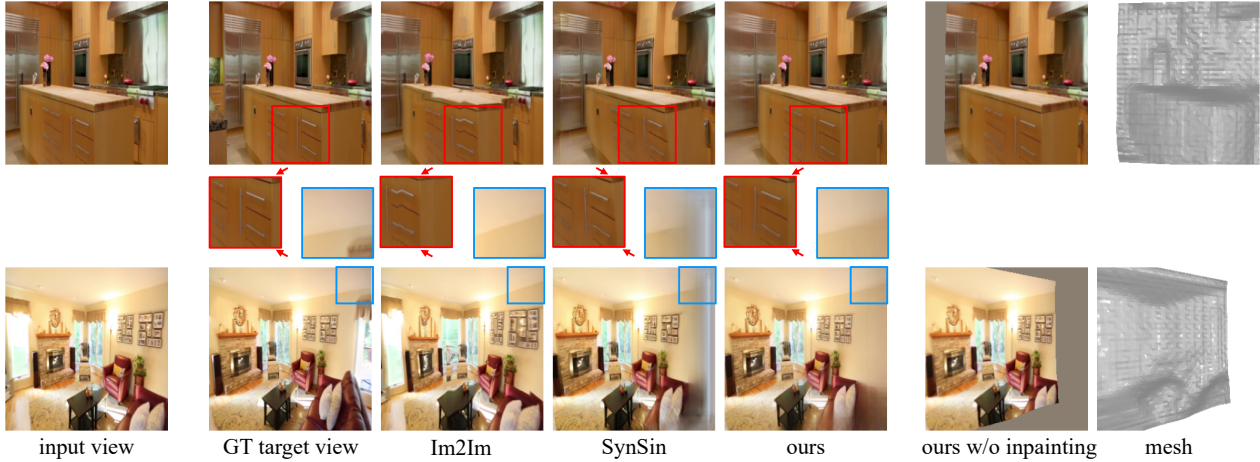 input view
GT target view
Im2Im
SynSin
ours
ours w/o inpainting
mesh